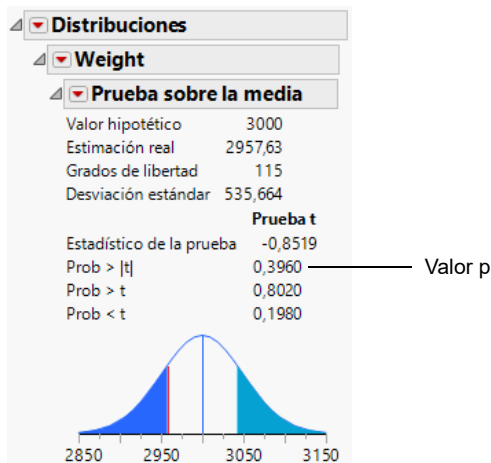 Distribuciones
Weight
Prueba sobre la media
Valor hipotético 3000
Estimación real 2957,63
Grados de libertad 115
Desviación estándar 535,664
Prueba t
Estadístico de la prueba -0,8519
Prob > |t| 0,3960 Valor p
Prob > t 0,8020
Prob < t 0,1980
2850 2950 3050 3150